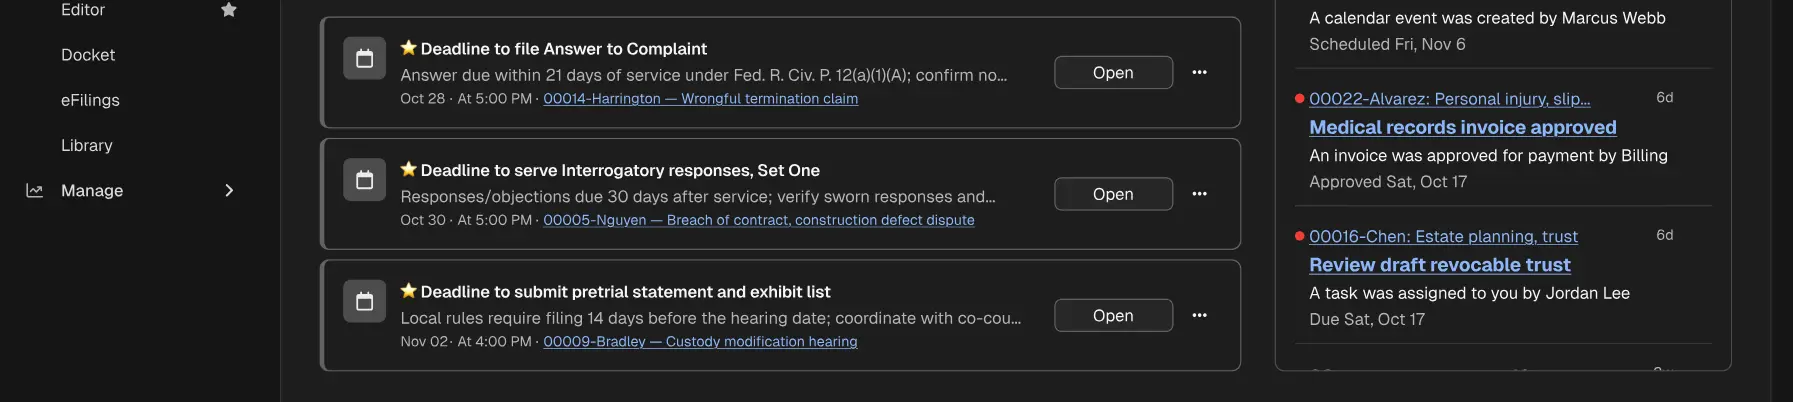 Editor
Docket
eFilings
Library
Manage
Deadline to file Answer to Complaint
Answer due within 21 days of service under Fed. R. Civ. P. 12(a)(1)(A); confirm no...
Oct 28 · At 5:00 PM · 00014-Harrington — Wrongful termination claim
Open
Deadline to serve Interrogatory responses, Set One
Responses/objections due 30 days after service; verify sworn responses and...
Oct 30 · At 5:00 PM · 00005-Nguyen — Breach of contract, construction defect dispute
Open
Deadline to submit pretrial statement and exhibit list
Local rules require filing 14 days before the hearing date; coordinate with co-cou...
Nov 02 · At 4:00 PM · 00009-Bradley — Custody modification hearing
Open
A calendar event was created by Marcus Webb
Scheduled Fri, Nov 6
00022-Alvarez: Personal injury, slip... 6d
Medical records invoice approved
An invoice was approved for payment by Billing
Approved Sat, Oct 17
00016-Chen: Estate planning, trust 6d
Review draft revocable trust
A task was assigned to you by Jordan Lee
Due Sat, Oct 17